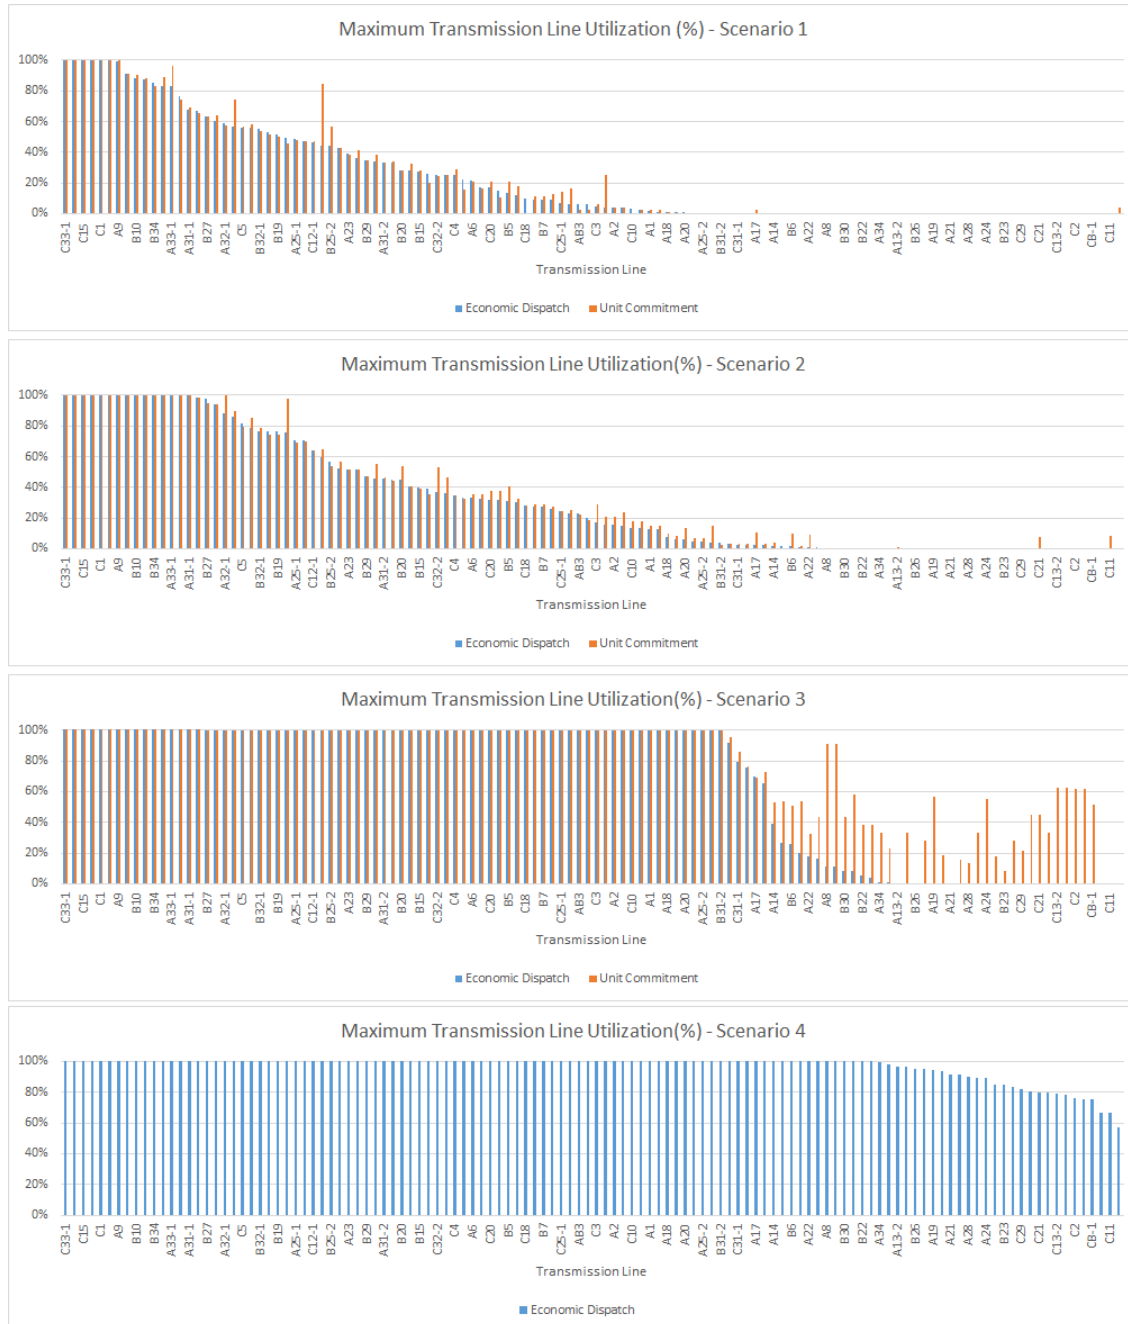 Maximum Transmission Line Utilization (%) - Scenario 1
100%
80%
60%
40%
20%
0%
C33-1 C15 C1 A9 B10 B34 A33-1 A31-1 B27 A32-1 C5 B32-1 B19 A25-1 C12-1 B25-2 A23 B29 A31-2 B20 B15 C32-2 C4 A6 C20 B5 C18 B7 C25-1 AB3 C3 A2 C10 A1 A18 A20 A25-2 B31-2 C31-1 A17 A14 B6 A22 A8 B30 B22 A34 A13-2 B26 A19 A21 A28 A24 B23 C29 C21 C13-2 C2 CB-1 C11
Transmission Line
Economic Dispatch Unit Commitment
Maximum Transmission Line Utilization(%) - Scenario 2
100%
80%
60%
40%
20%
0%
C33-1 C15 C1 A9 B10 B34 A33-1 A31-1 B27 A32-1 C5 B32-1 B19 A25-1 C12-1 B25-2 A23 B29 A31-2 B20 B15 C32-2 C4 A6 C20 B5 C18 B7 C25-1 AB3 C3 A2 C10 A1 A18 A20 A25-2 B31-2 C31-1 A17 A14 B6 A22 A8 B30 B22 A34 A13-2 B26 A19 A21 A28 A24 B23 C29 C21 C13-2 C2 CB-1 C11
Transmission Line
Economic Dispatch Unit Commitment
Maximum Transmission Line Utilization(%) - Scenario 3
100%
80%
60%
40%
20%
0%
C33-1 C15 C1 A9 B10 B34 A33-1 A31-1 B27 A32-1 C5 B32-1 B19 A25-1 C12-1 B25-2 A23 B29 A31-2 B20 B15 C32-2 C4 A6 C20 B5 C18 B7 C25-1 AB3 C3 A2 C10 A1 A18 A20 A25-2 B31-2 C31-1 A17 A14 B6 A22 A8 B30 B22 A34 A13-2 B26 A19 A21 A28 A24 B23 C29 C21 C13-2 C2 CB-1 C11
Transmission Line
Economic Dispatch Unit Commitment
Maximum Transmission Line Utilization(%) - Scenario 4
100%
80%
60%
40%
20%
0%
C33-1 C15 C1 A9 B10 B34 A33-1 A31-1 B27 A32-1 C5 B32-1 B19 A25-1 C12-1 B25-2 A23 B29 A31-2 B20 B15 C32-2 C4 A6 C20 B5 C18 B7 C25-1 AB3 C3 A2 C10 A1 A18 A20 A25-2 B31-2 C31-1 A17 A14 B6 A22 A8 B30 B22 A34 A13-2 B26 A19 A21 A28 A24 B23 C29 C21 C13-2 C2 CB-1 C11
Transmission Line
Economic Dispatch